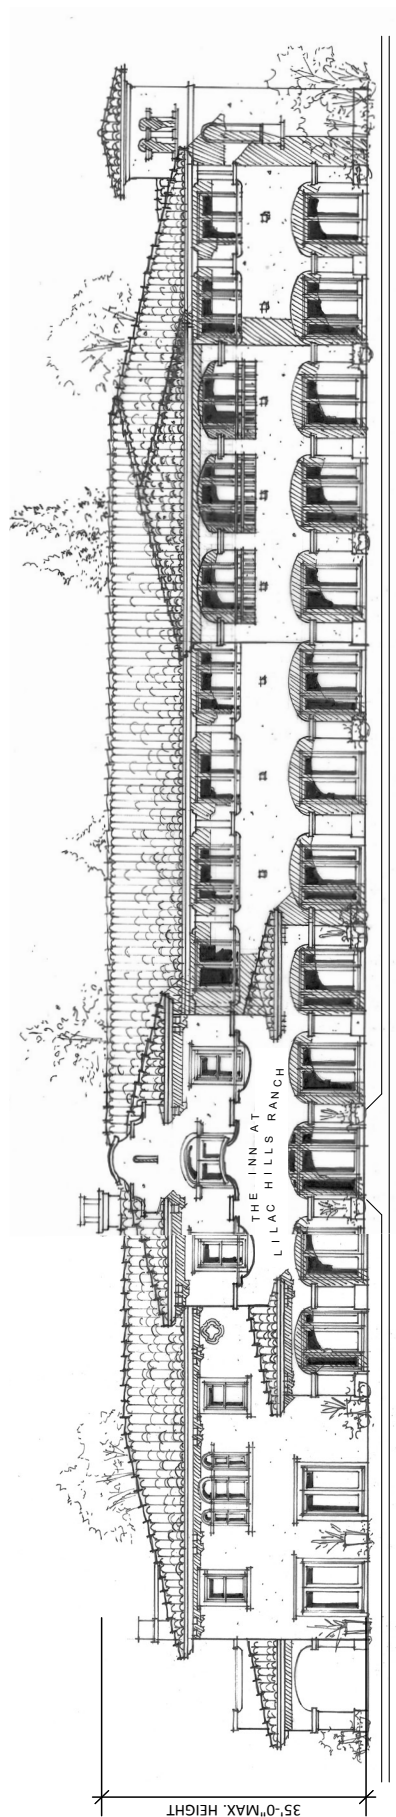 THE INN AT
LILAC HILLS RANCH
35'-0" MAX. HEIGHT